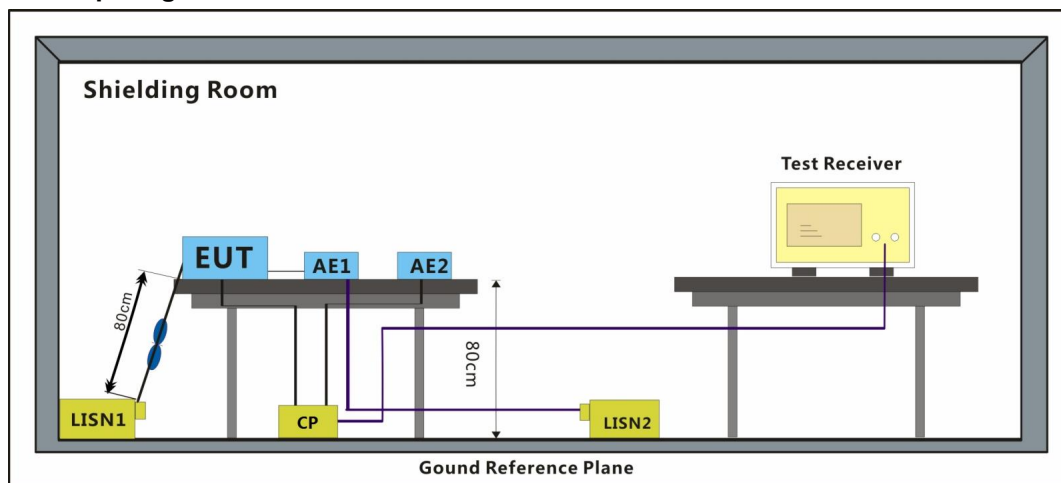 Shielding Room
Test Receiver
EUT
AE1
AE2
80cm
80cm
LISN1
CP
LISN2
Gound Reference Plane